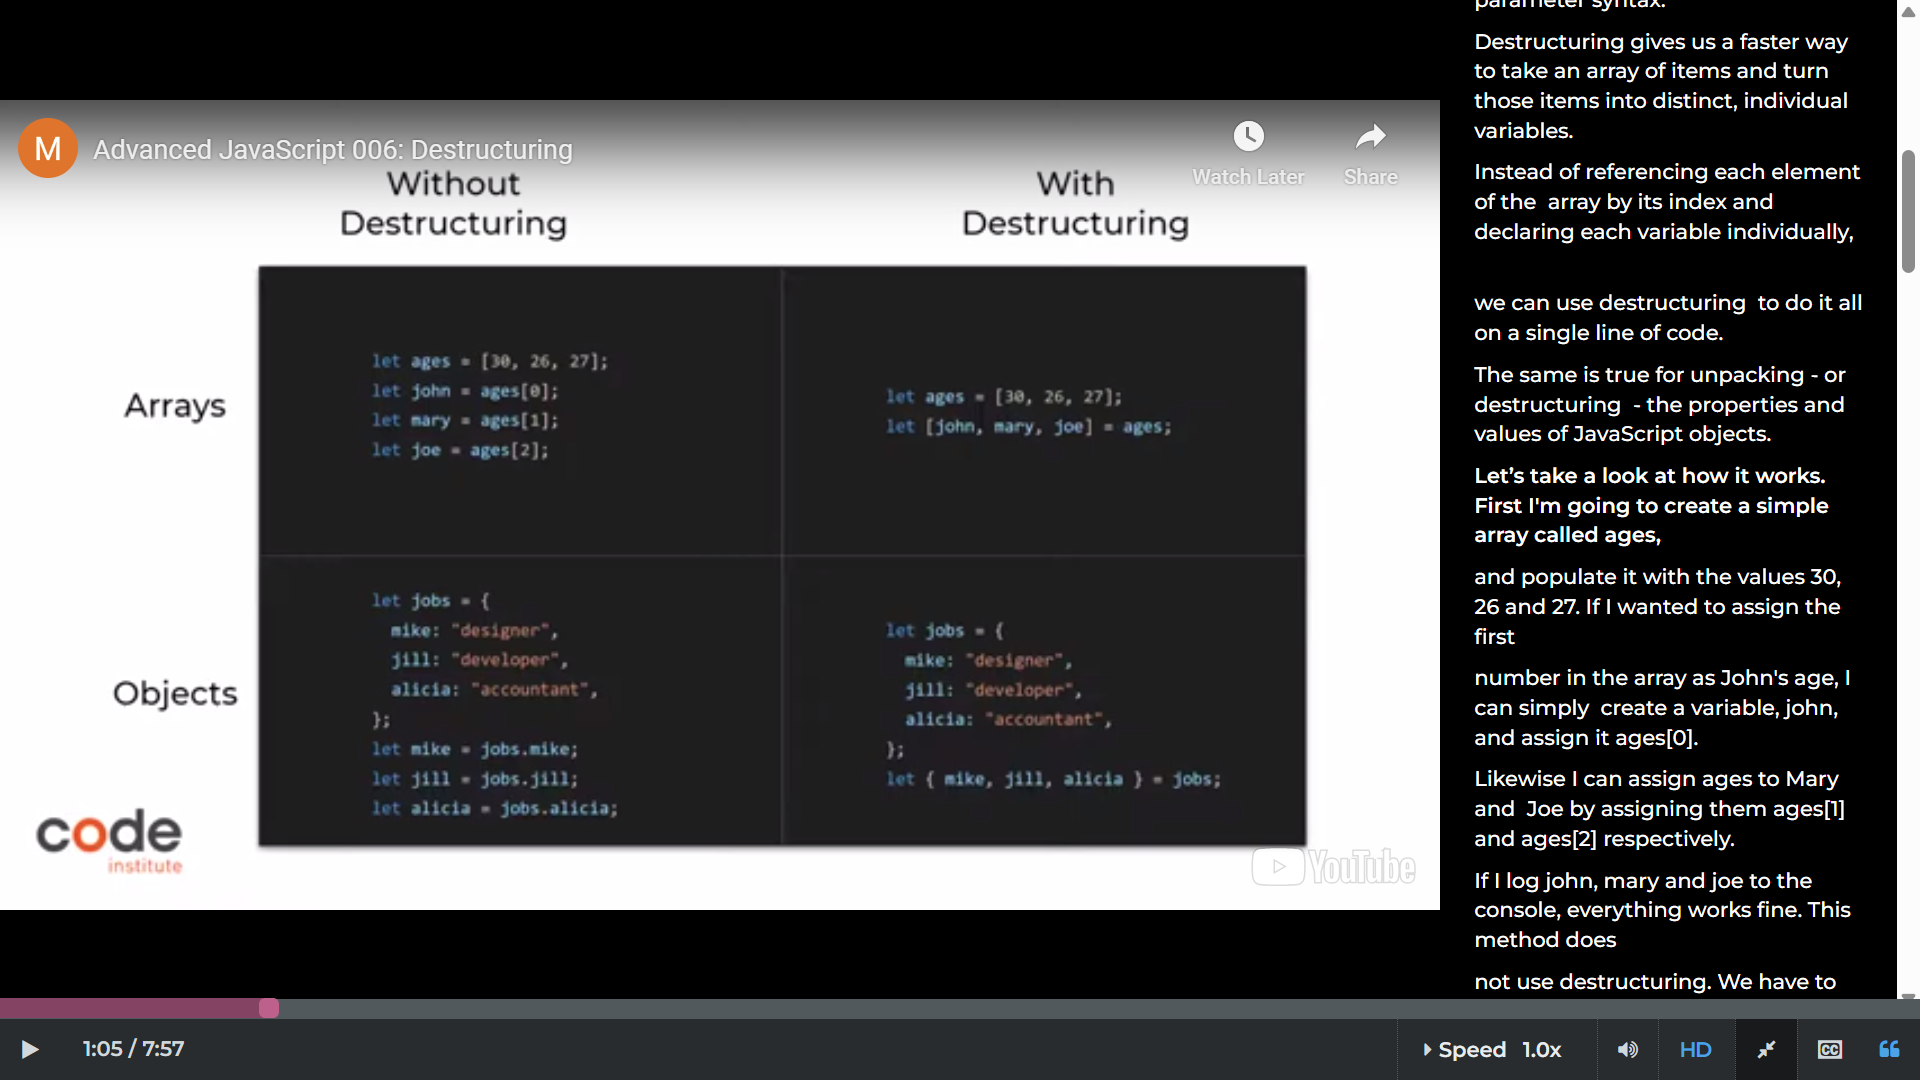 M
Advanced JavaScript 006: Destructuring
Watch Later
Share
Without
Destructuring
With
Destructuring
Arrays
let ages = [30, 26, 27];
let john = ages[0];
let mary = ages[1];
let joe = ages[2];
let ages = [30, 26, 27];
let [john, mary, joe] = ages;
Objects
let jobs = {
mike: "designer",
jill: "developer",
alicia: "accountant",
};
let mike = jobs.mike;
let jill = jobs.jill;
let alicia = jobs.alicia;
let jobs = {
mike: "designer",
jill: "developer",
alicia: "accountant",
};
let { mike, jill, alicia } = jobs;
code
institute
YouTube
parameter syntax.
Destructuring gives us a faster way
to take an array of items and turn
those items into distinct, individual
variables.
Instead of referencing each element
of the  array by its index and
declaring each variable individually,
we can use destructuring  to do it all
on a single line of code.
The same is true for unpacking - or
destructuring  - the properties and
values of JavaScript objects.
Let’s take a look at how it works.
First I'm going to create a simple
array called ages,
and populate it with the values 30,
26 and 27. If I wanted to assign the
first
number in the array as John's age, I
can simply  create a variable, john,
and assign it ages[0].
Likewise I can assign ages to Mary
and  Joe by assigning them ages[1]
and ages[2] respectively.
If I log john, mary and joe to the
console, everything works fine. This
method does
not use destructuring. We have to
1:05 / 7:57
Speed 1.0x
HD
CC